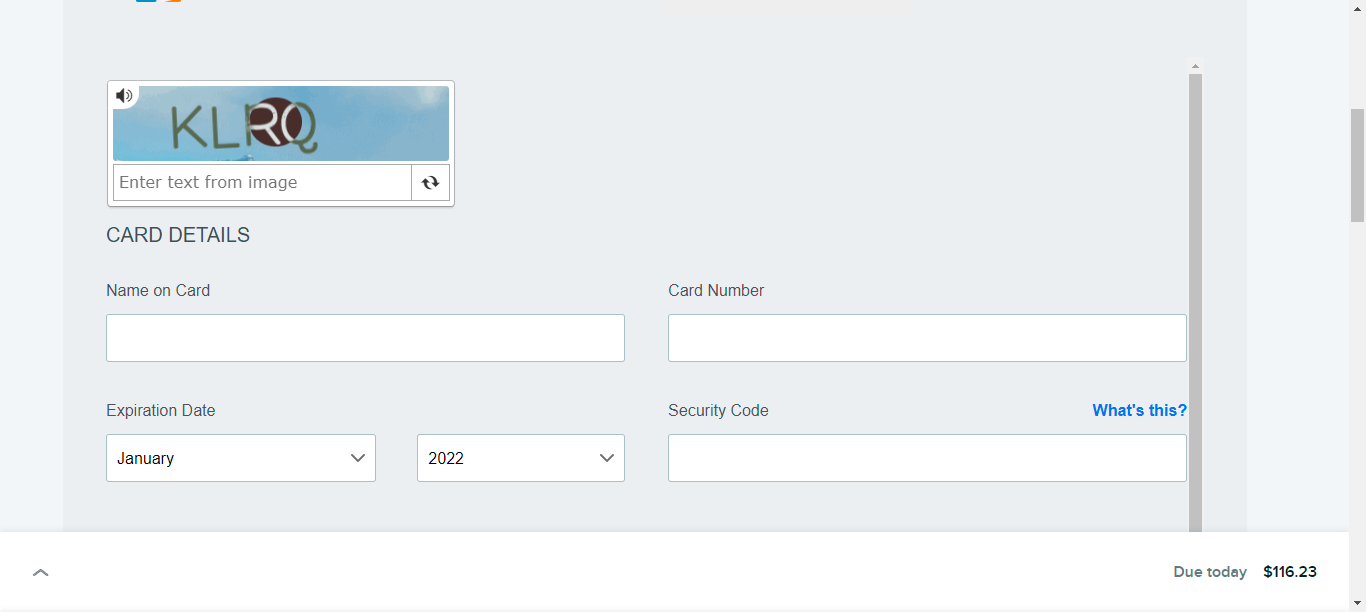 KLRQ
Enter text from image
CARD DETAILS
Name on Card
Card Number
Expiration Date
Security Code
What's this?
January
2022
Due today $116.23